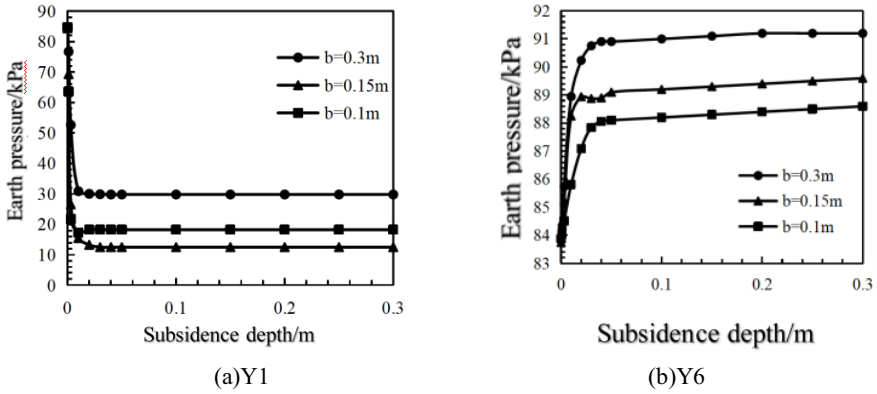 90
80
70
60
50
40
30
20
10
0
Earth pressure/kPa
b=0.3m
b=0.15m
b=0.1m
0 0.1 0.2 0.3
Subsidence depth/m
(a)Y1
92
91
90
89
88
87
86
85
84
83
Earth pressure/kPa
b=0.3m
b=0.15m
b=0.1m
0 0.1 0.2 0.3
Subsidence depth/m
(b)Y6